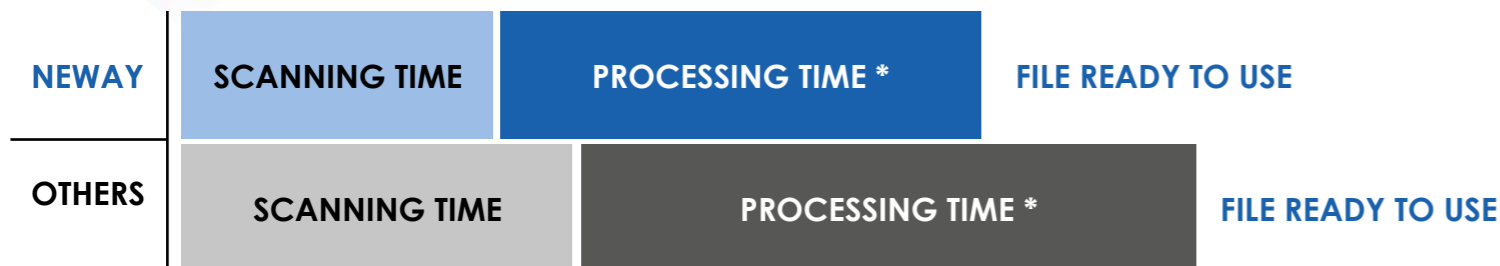 NEWAY SCANNING TIME PROCESSING TIME * FILE READY TO USE
OTHERS SCANNING TIME PROCESSING TIME * FILE READY TO USE